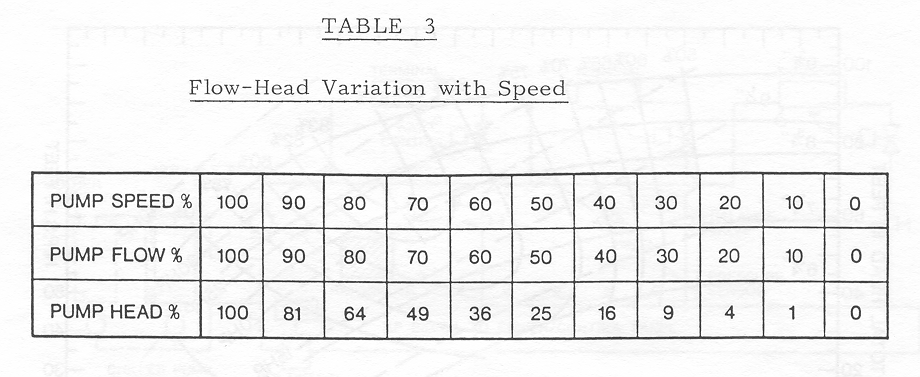 TABLE 3
Flow-Head Variation with Speed
PUMP SPEED % 100 90 80 70 60 50 40 30 20 10 0
PUMP FLOW % 100 90 80 70 60 50 40 30 20 10 0
PUMP HEAD % 100 81 64 49 36 25 16 9 4 1 0